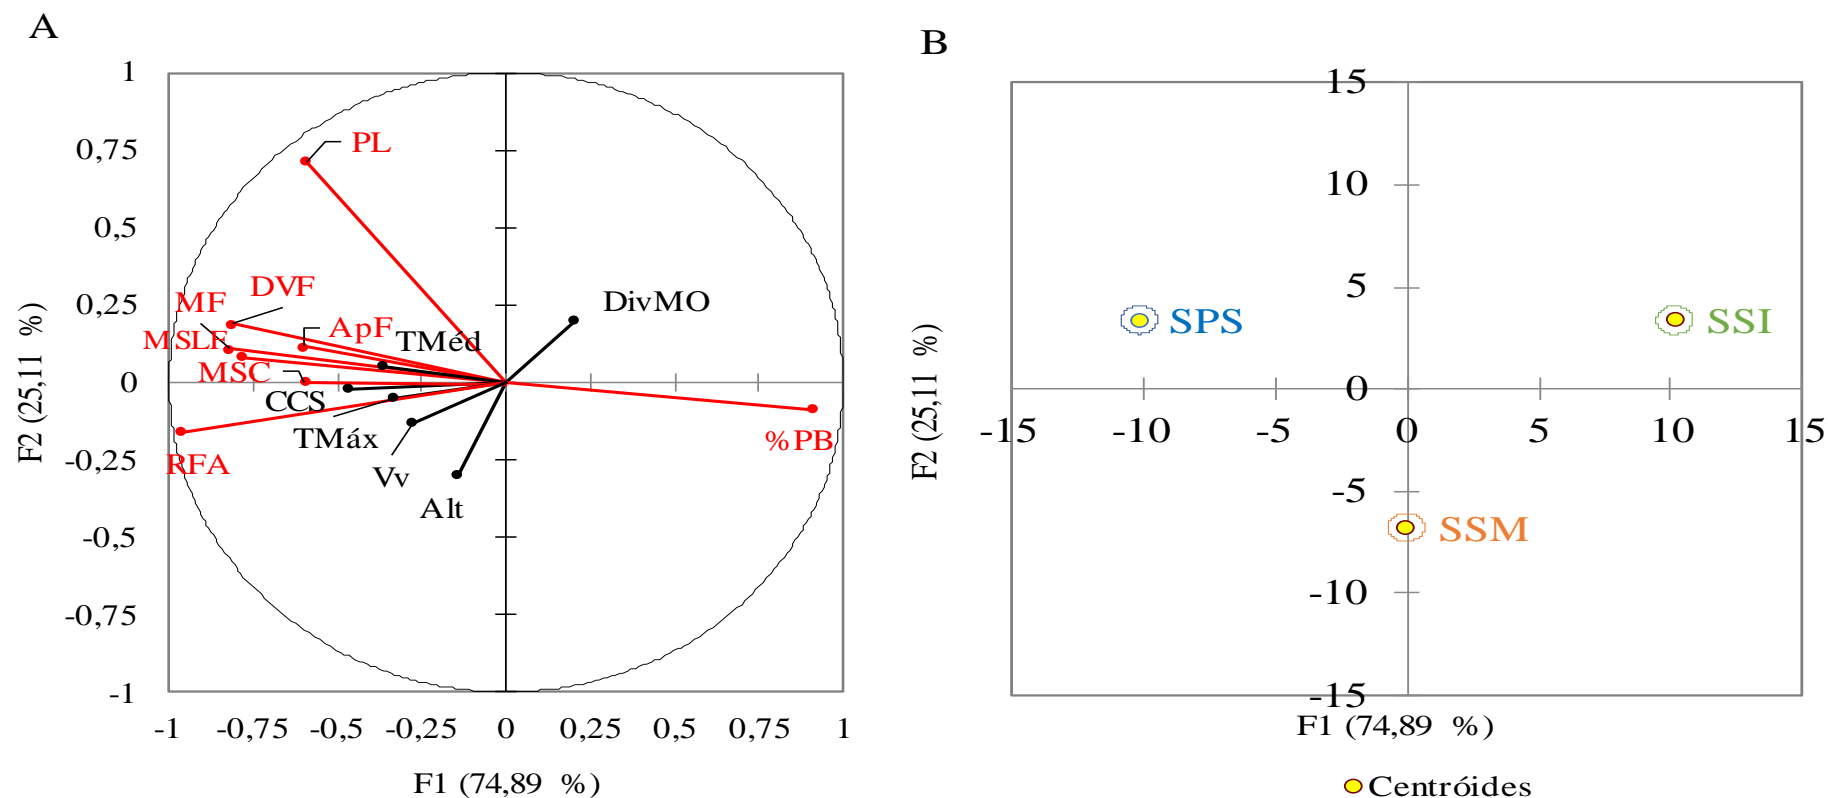 A
1
0,75
0,5
0,25
0
-0,25
-0,5
-0,75
-1
F2 (25,11 %)
PL
DVF
MF
ApF
TMéd
DivMO
MSLF
MSC
CCS
TMáx
%PB
RFA
Vv
Alt
-1 -0,75 -0,5 -0,25 0 0,25 0,5 0,75 1
F1 (74,89 %)
B
15
10
5
0
-5
-10
-15
F2 (25,11 %)
SPS
SSI
SSM
-15 -10 -5 0 5 10 15
F1 (74,89 %)
Centróides